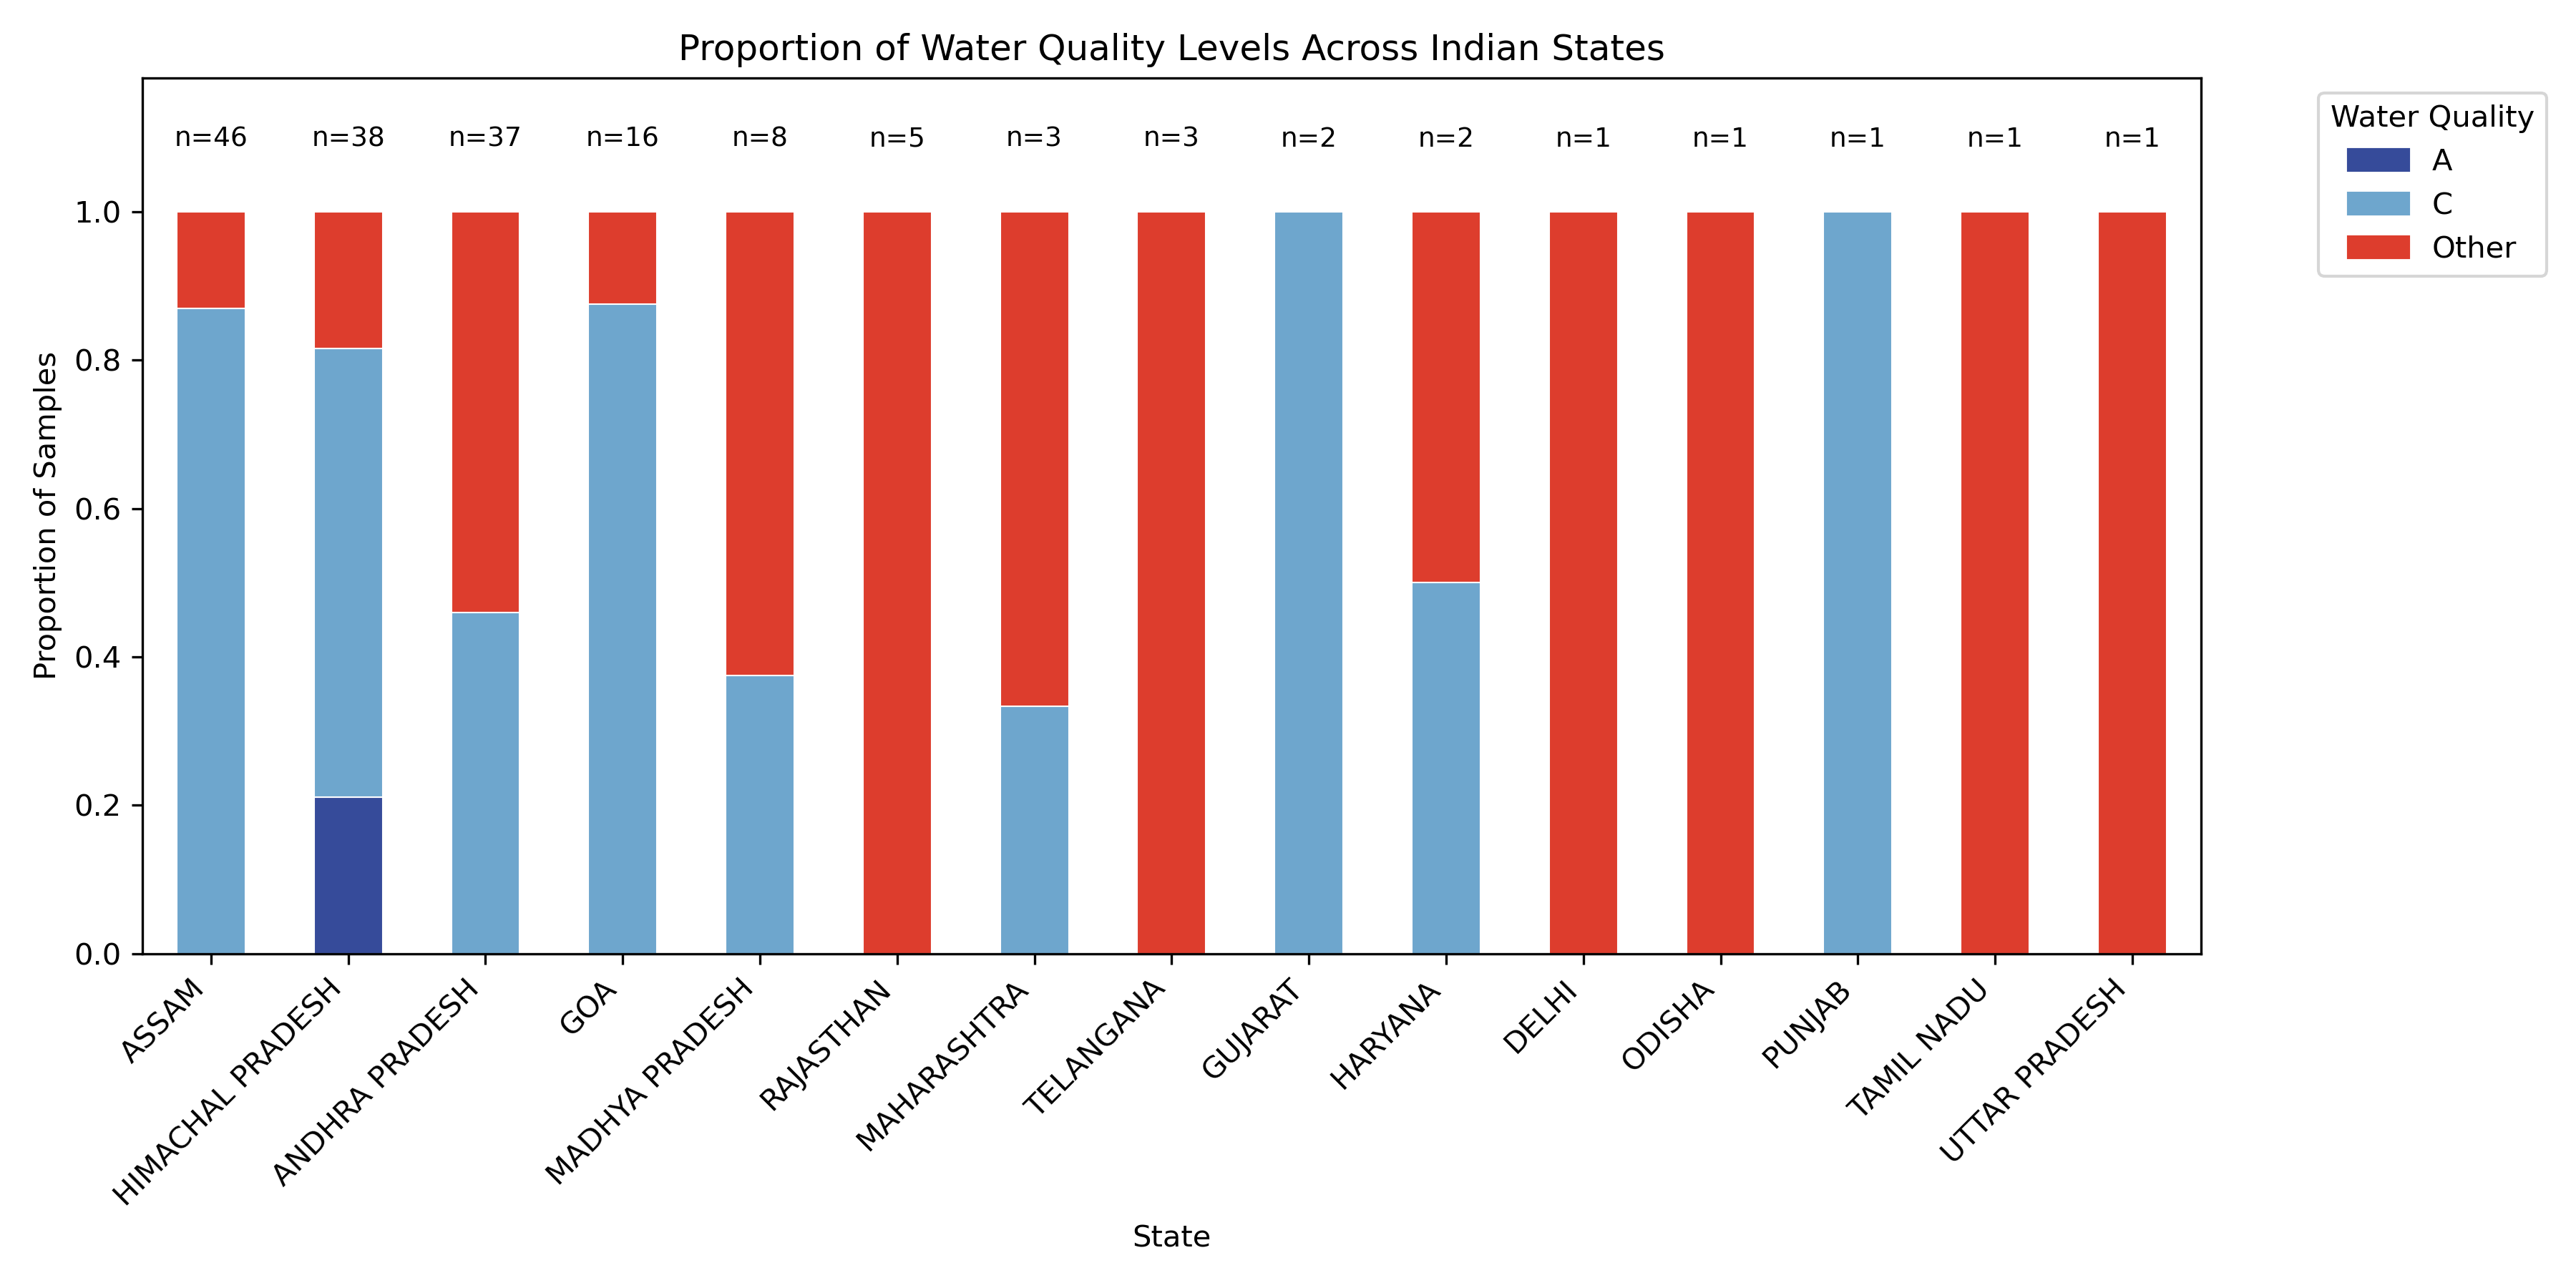 Proportion of Water Quality Levels Across Indian States
n=46 n=38 n=37 n=16 n=8 n=5 n=3 n=3 n=2 n=2 n=1 n=1 n=1 n=1 n=1
Water Quality
A
C
Other
Proportion of Samples
1.0
0.8
0.6
0.4
0.2
0.0
ASSAM
HIMACHAL PRADESH
ANDHRA PRADESH
GOA
MADHYA PRADESH
RAJASTHAN
MAHARASHTRA
TELANGANA
GUJARAT
HARYANA
DELHI
ODISHA
PUNJAB
TAMIL NADU
UTTAR PRADESH
State